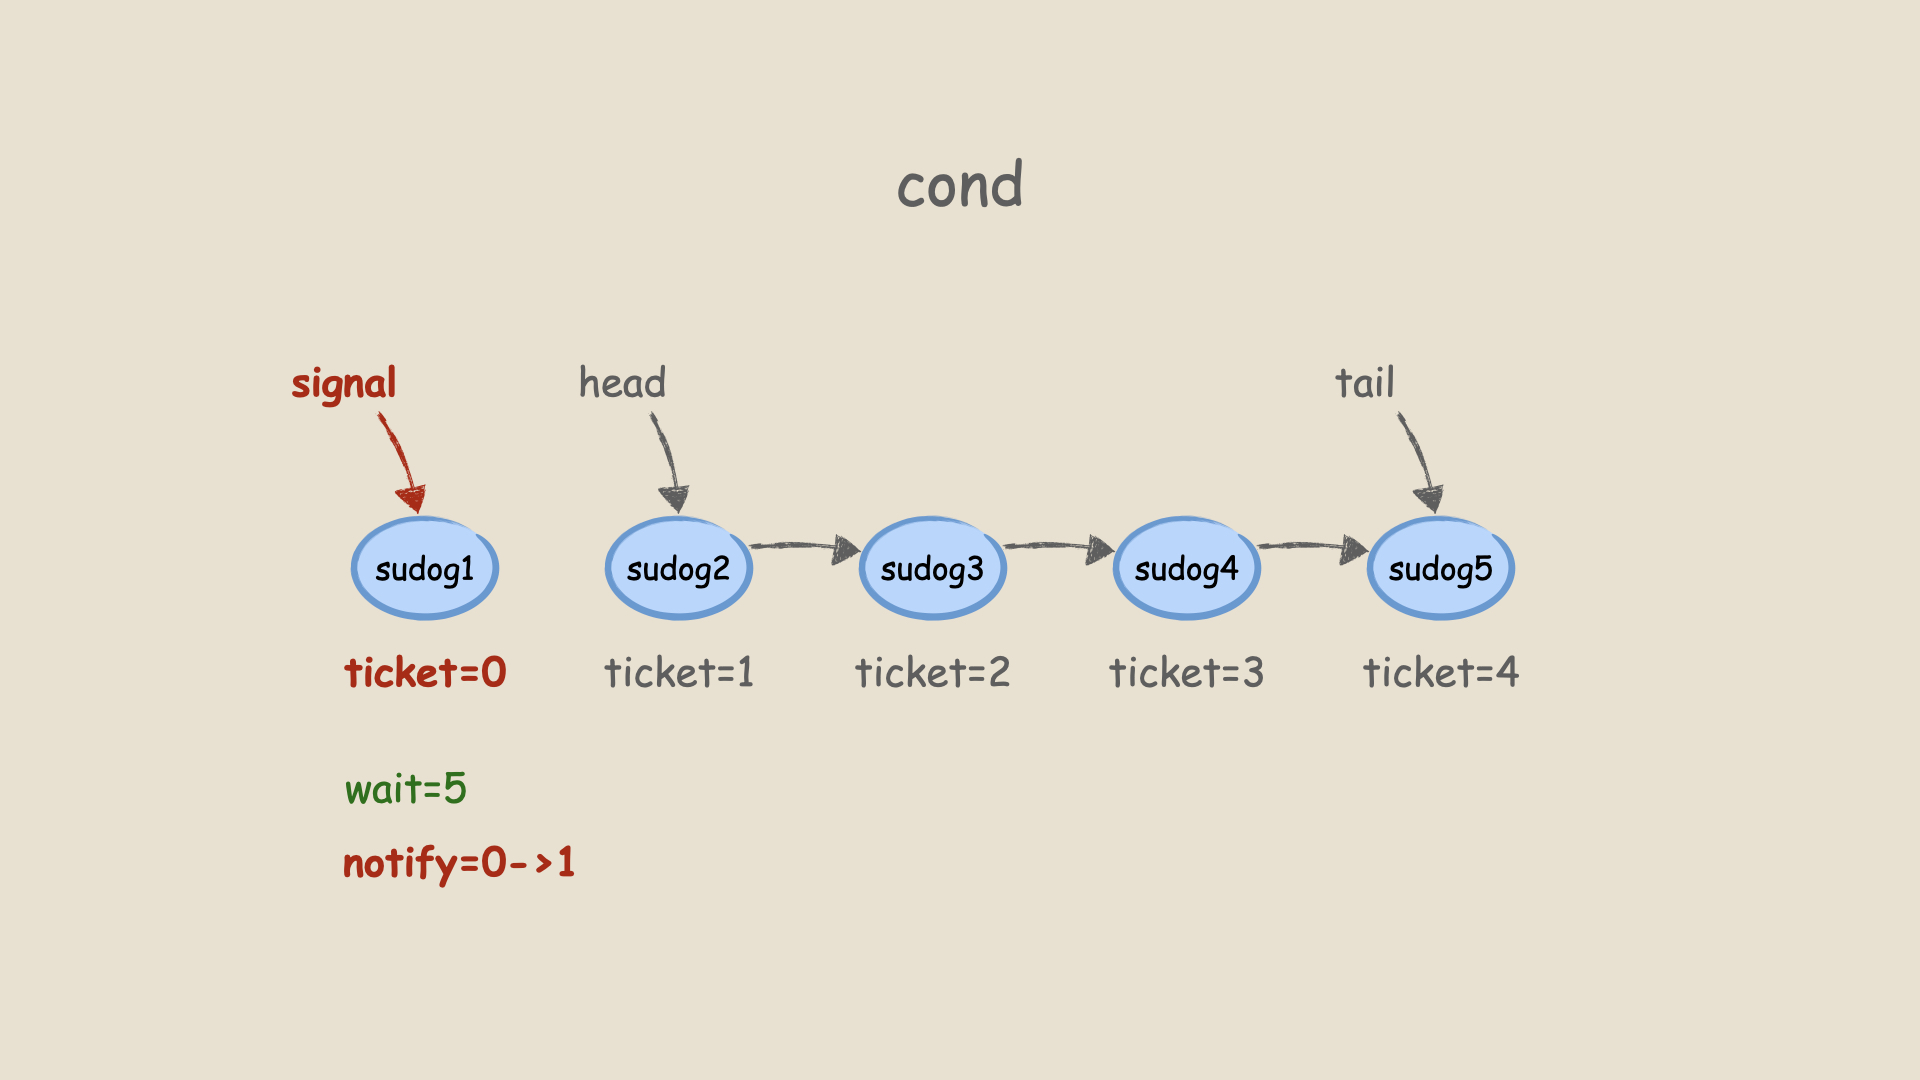 cond
signal head tail
sudog1 sudog2 sudog3 sudog4 sudog5
ticket=0 ticket=1 ticket=2 ticket=3 ticket=4
wait=5
notify=0->1